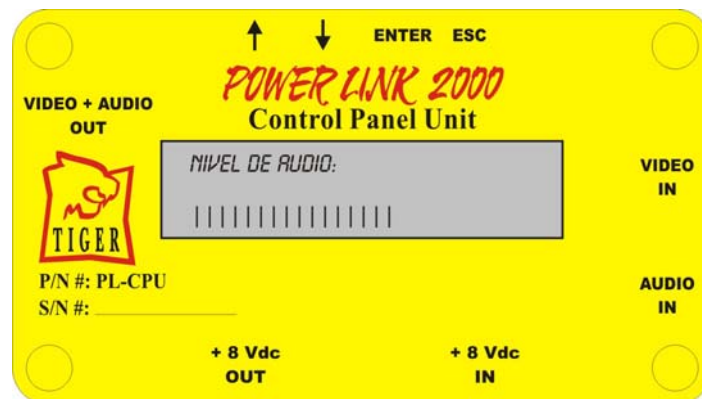 ↑ ↓ ENTER ESC
POWER LINK 2000
Control Panel Unit
VIDEO + AUDIO
OUT
NIVEL DE AUDIO:
||||||||||||||||
VIDEO
IN
TIGER
P/N #: PL-CPU
S/N #:
AUDIO
IN
+ 8 Vdc
OUT
+ 8 Vdc
IN